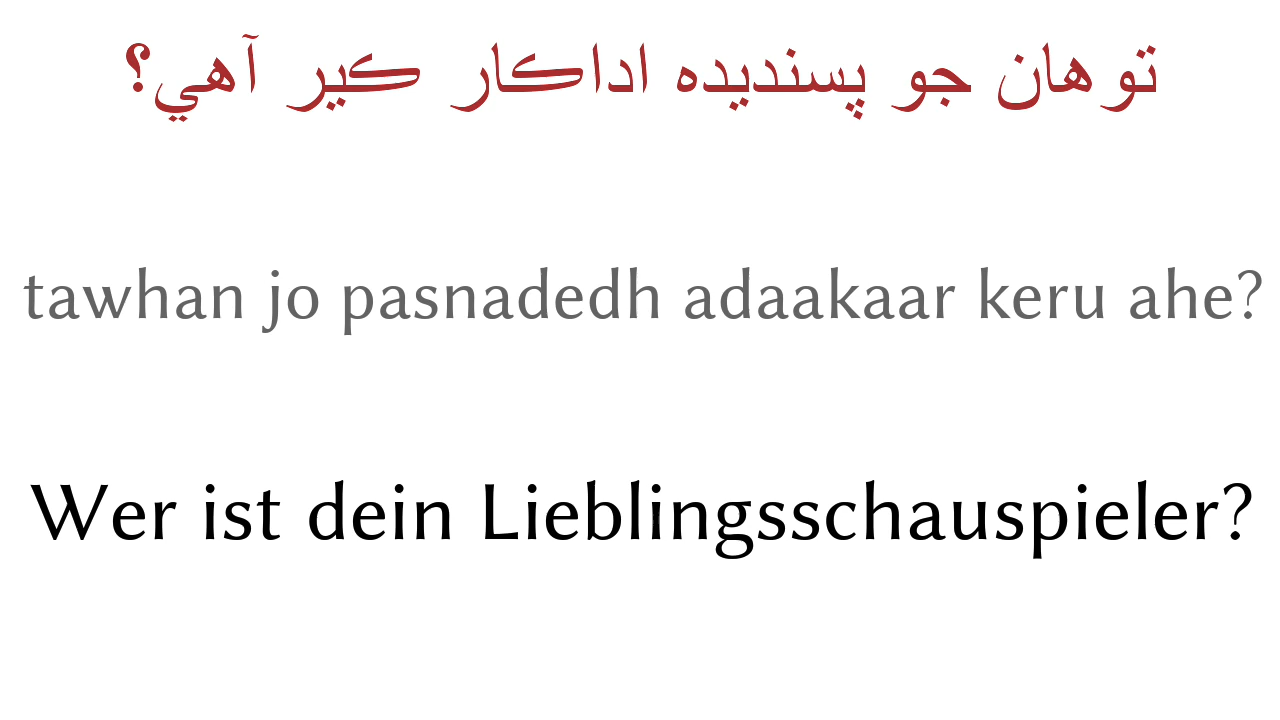 توهان جو پسنديده اداڪار ڪير آهي؟
tawhan jo pasnadedh adaakaar keru ahe?
Wer ist dein Lieblingsschauspieler?